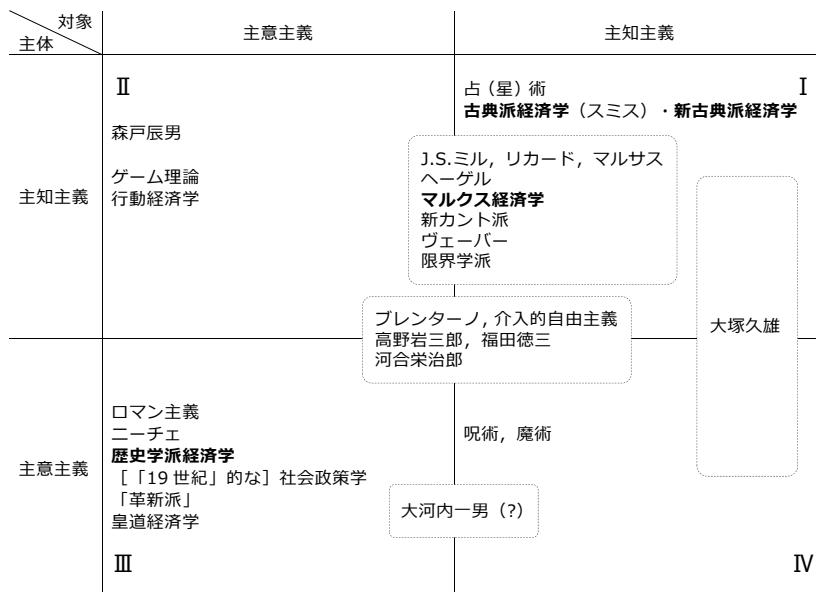 対象
主体
主意主義
主知主義
Ⅱ
占（星）術
Ⅰ
古典派経済学（スミス）・新古典派経済学
森戸辰男
J.S.ミル，リカード，マルサス
ヘーゲル
マルクス経済学
新カント派
ヴェーバー
限界学派
ゲーム理論
行動経済学
主知主義
ブレンターノ，介入的自由主義
高野岩三郎，福田徳三
河合栄治郎
大塚久雄
ロマン主義
ニーチェ
歴史学派経済学
［「19 世紀」的な］社会政策学
「革新派」
皇道経済学
呪術，魔術
主意主義
大河内一男（?）
Ⅲ
Ⅳ